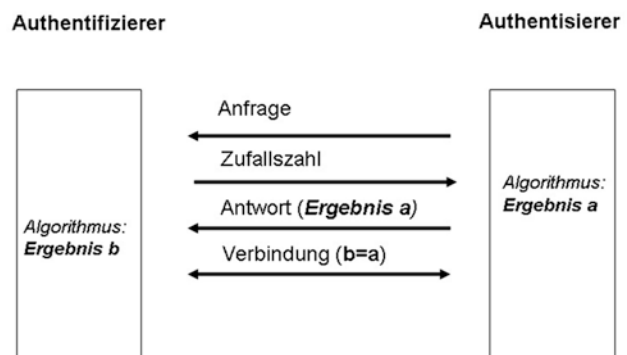 Authentifizierer
Authentisierer
Anfrage
Zufallszahl
Antwort (Ergebnis a)
Verbindung (b=a)
Algorithmus:
Ergebnis b
Algorithmus:
Ergebnis a